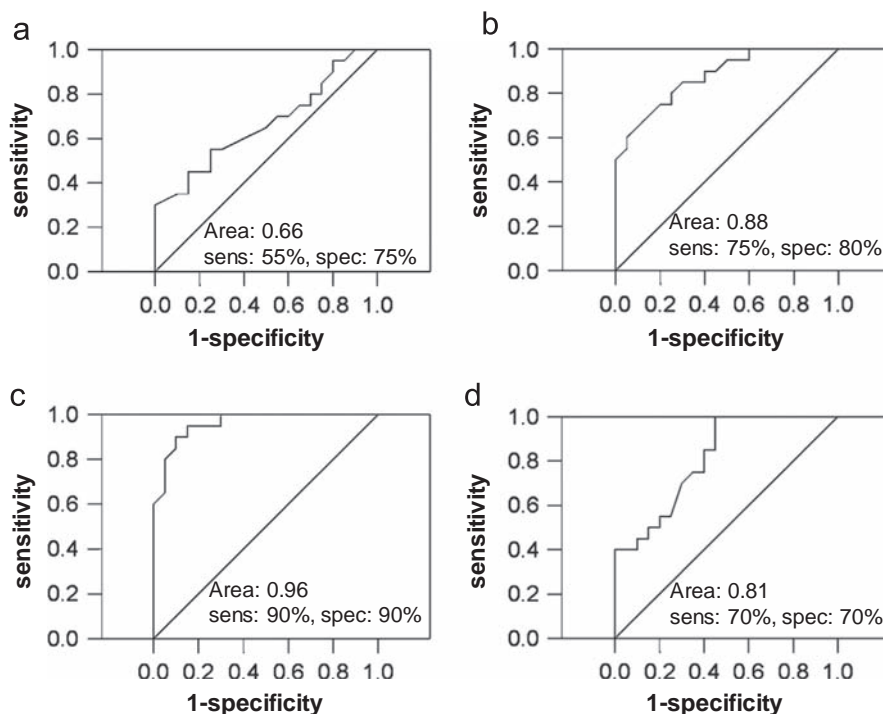 a
1.0
0.8
0.6
0.4
0.2
0.0
sensitivity
Area: 0.66
sens: 55%, spec: 75%
0.0 0.2 0.4 0.6 0.8 1.0
1-specificity
b
1.0
0.8
0.6
0.4
0.2
0.0
sensitivity
Area: 0.88
sens: 75%, spec: 80%
0.0 0.2 0.4 0.6 0.8 1.0
1-specificity
c
1.0
0.8
0.6
0.4
0.2
0.0
sensitivity
Area: 0.96
sens: 90%, spec: 90%
0.0 0.2 0.4 0.6 0.8 1.0
1-specificity
d
1.0
0.8
0.6
0.4
0.2
0.0
sensitivity
Area: 0.81
sens: 70%, spec: 70%
0.0 0.2 0.4 0.6 0.8 1.0
1-specificity